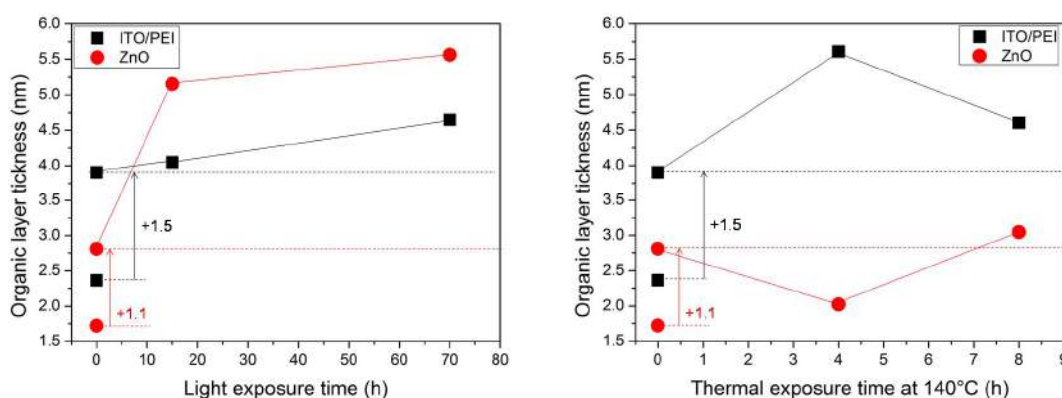 6.0
5.5
5.0
4.5
4.0
3.5
3.0
2.5
2.0
1.5
Organic layer tickness (nm)
ITO/PEI
ZnO
+1.5
+1.1
0 10 20 30 40 50 60 70 80
Light exposure time (h)
6.0
5.5
5.0
4.5
4.0
3.5
3.0
2.5
2.0
1.5
Organic layer tickness (nm)
ITO/PEI
ZnO
+1.5
+1.1
0 1 2 3 4 5 6 7 8 9
Thermal exposure time at 140°C (h)